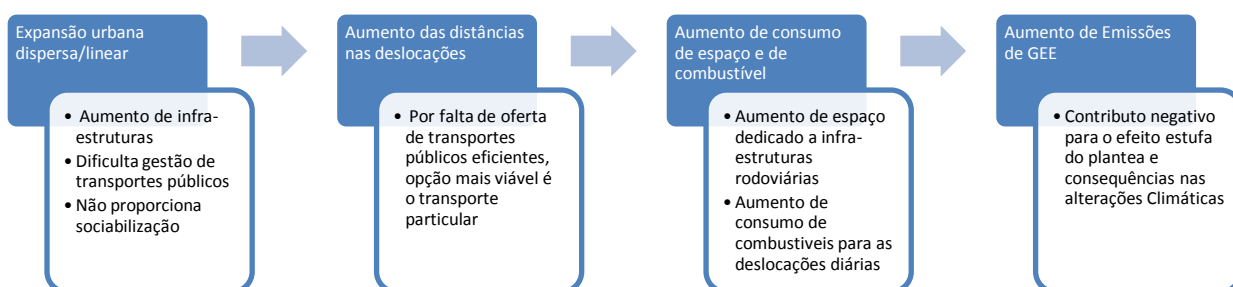 Expansão urbana
dispersa/linear
• Aumento de infra-
estruturas
• Dificulta gestão de
transportes públicos
• Não proporciona
sociabilização
Aumento das distâncias
nas deslocações
• Por falta de oferta
de transportes
públicos eficientes,
opção mais viável é
o transporte
particular
Aumento de consumo
de espaço e de
combustível
• Aumento de espaço
dedicado a infra-
estruturas
rodoviárias
• Aumento de
consumo de
combustiveis para as
deslocações diárias
Aumento de Emissões
de GEE
• Contributo negativo
para o efeito estufa
do plantea e
consequências nas
alterações Climáticas